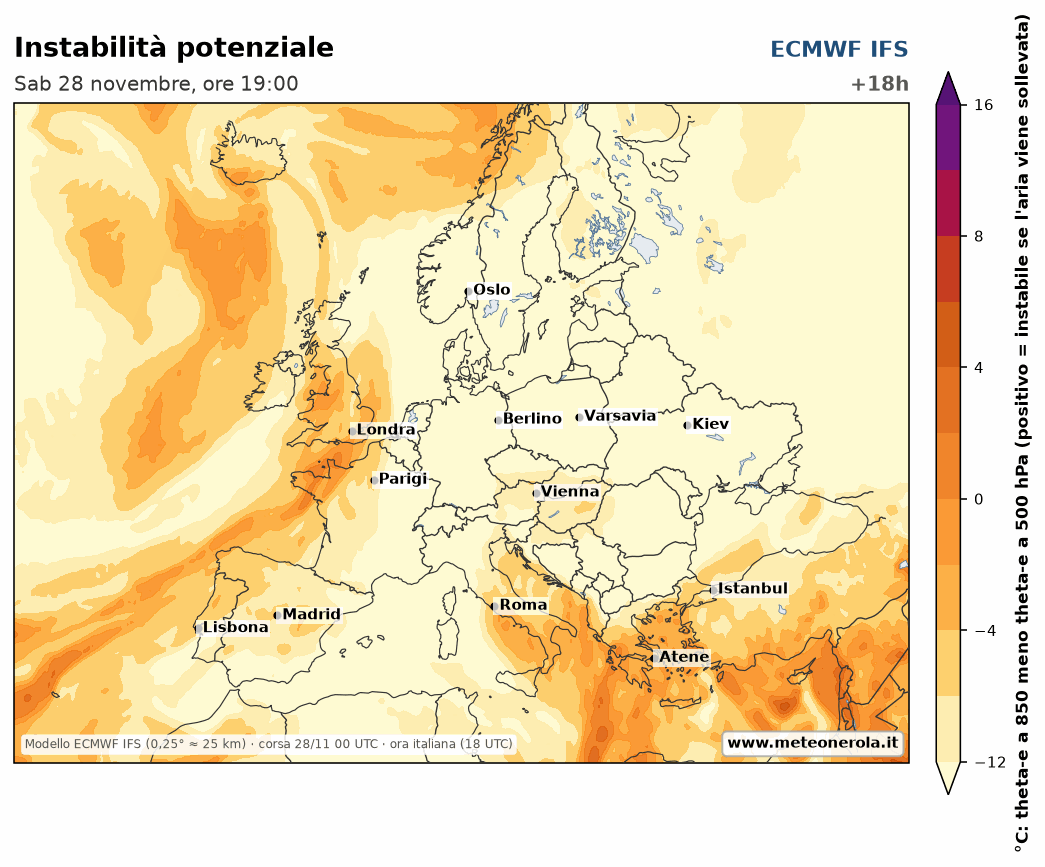 Instabilità potenziale
ECMWF IFS
Sab 28 novembre, ore 19:00
+18h
Oslo
Berlino
Varsavia
Kiev
Londra
Parigi
Vienna
Istanbul
Roma
Madrid
Lisbona
Atene
Modello ECMWF IFS (0,25° ≈ 25 km) · corsa 28/11 00 UTC · ora italiana (18 UTC)
www.meteonerola.it
16
8
4
0
−4
−12
°C: theta-e a 850 meno theta-e a 500 hPa (positivo = instabile se l'aria viene sollevata)